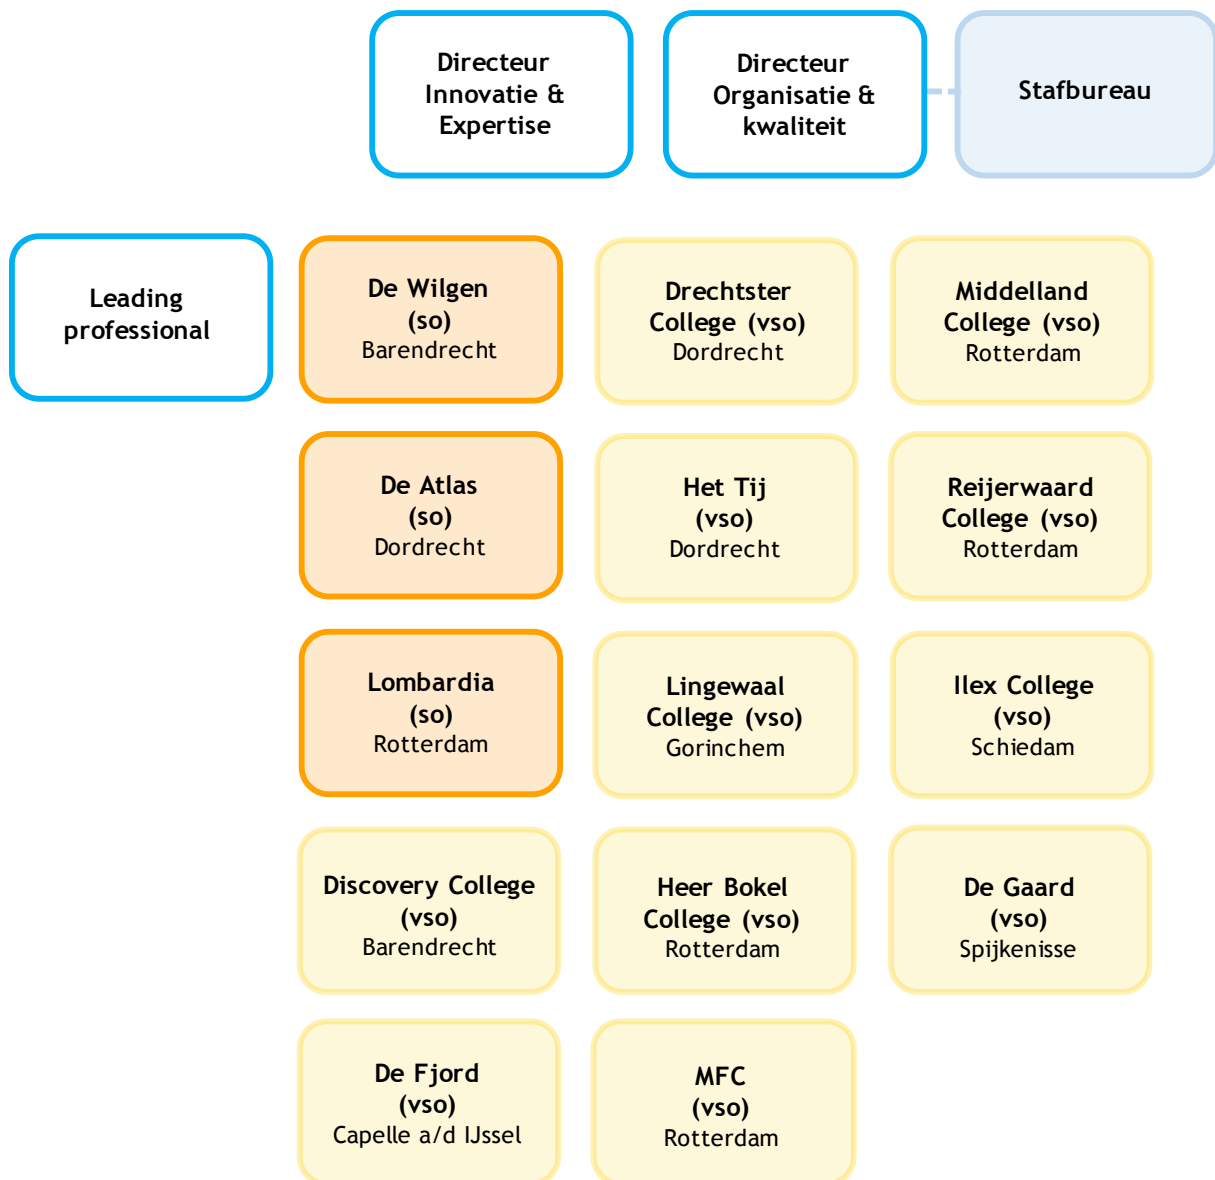 Directeur
Innovatie &
Expertise
Directeur
Organisatie &
kwaliteit
Stafbureau
Leading
professional
De Wilgen
(so)
Barendrecht
Drechtster
College (vso)
Dordrecht
Middelland
College (vso)
Rotterdam
De Atlas
(so)
Dordrecht
Het Tij
(vso)
Dordrecht
Reijerwaard
College (vso)
Rotterdam
Lombardia
(so)
Rotterdam
Lingewaal
College (vso)
Gorinchem
Ilex College
(vso)
Schiedam
Discovery College
(vso)
Barendrecht
Heer Bokel
College (vso)
Rotterdam
De Gaard
(vso)
Spijkenisse
De Fjord
(vso)
Capelle a/d IJssel
MFC
(vso)
Rotterdam